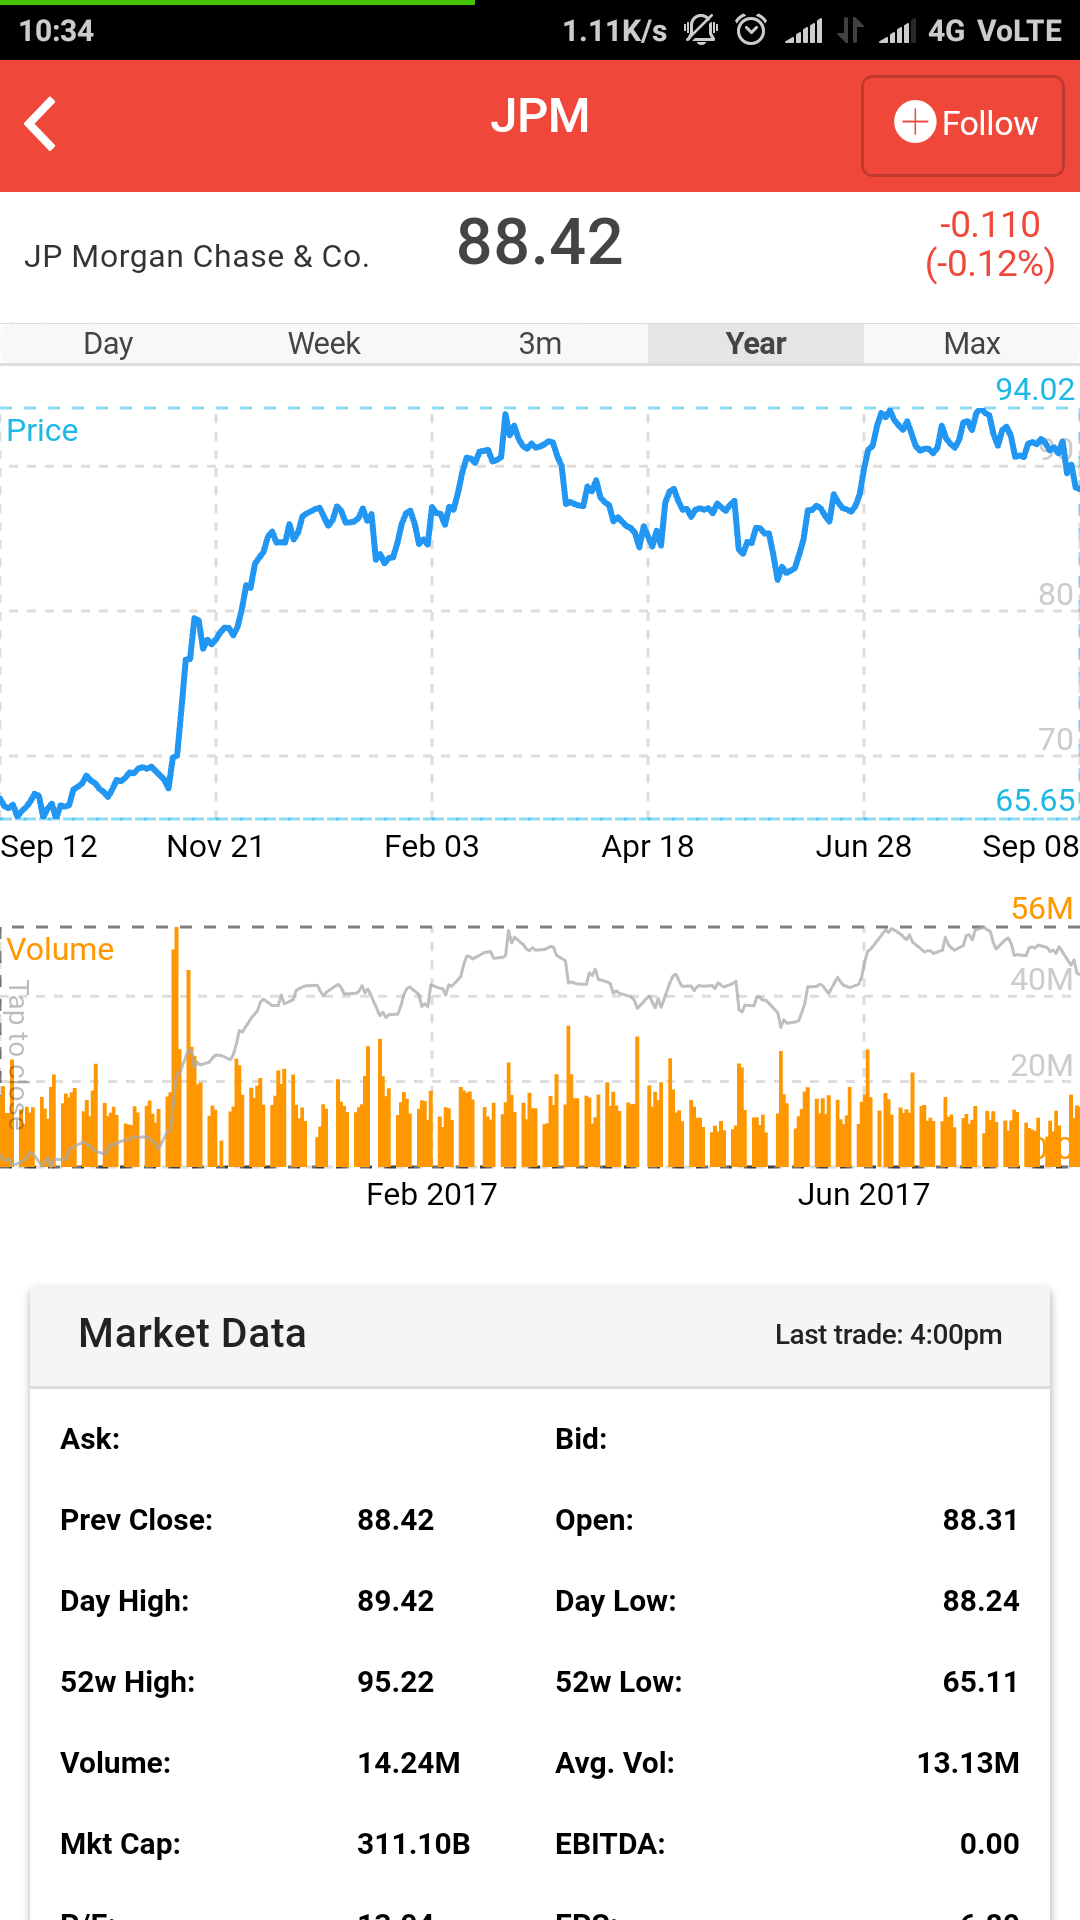 10:34 1.11K/s 4G VoLTE
JPM
Follow
JP Morgan Chase & Co. 88.42 -0.110
(-0.12%)
Day Week 3m Year Max
94.02
Price
90
80
70
65.65
Sep 12 Nov 21 Feb 03 Apr 18 Jun 28 Sep 08
56M
Volume
40M
Tap to close
20M
Feb 2017 Jun 2017
Market Data Last trade: 4:00pm
Ask: Bid:
Prev Close: 88.42 Open: 88.31
Day High: 89.42 Day Low: 88.24
52w High: 95.22 52w Low: 65.11
Volume: 14.24M Avg. Vol: 13.13M
Mkt Cap: 311.10B EBITDA: 0.00